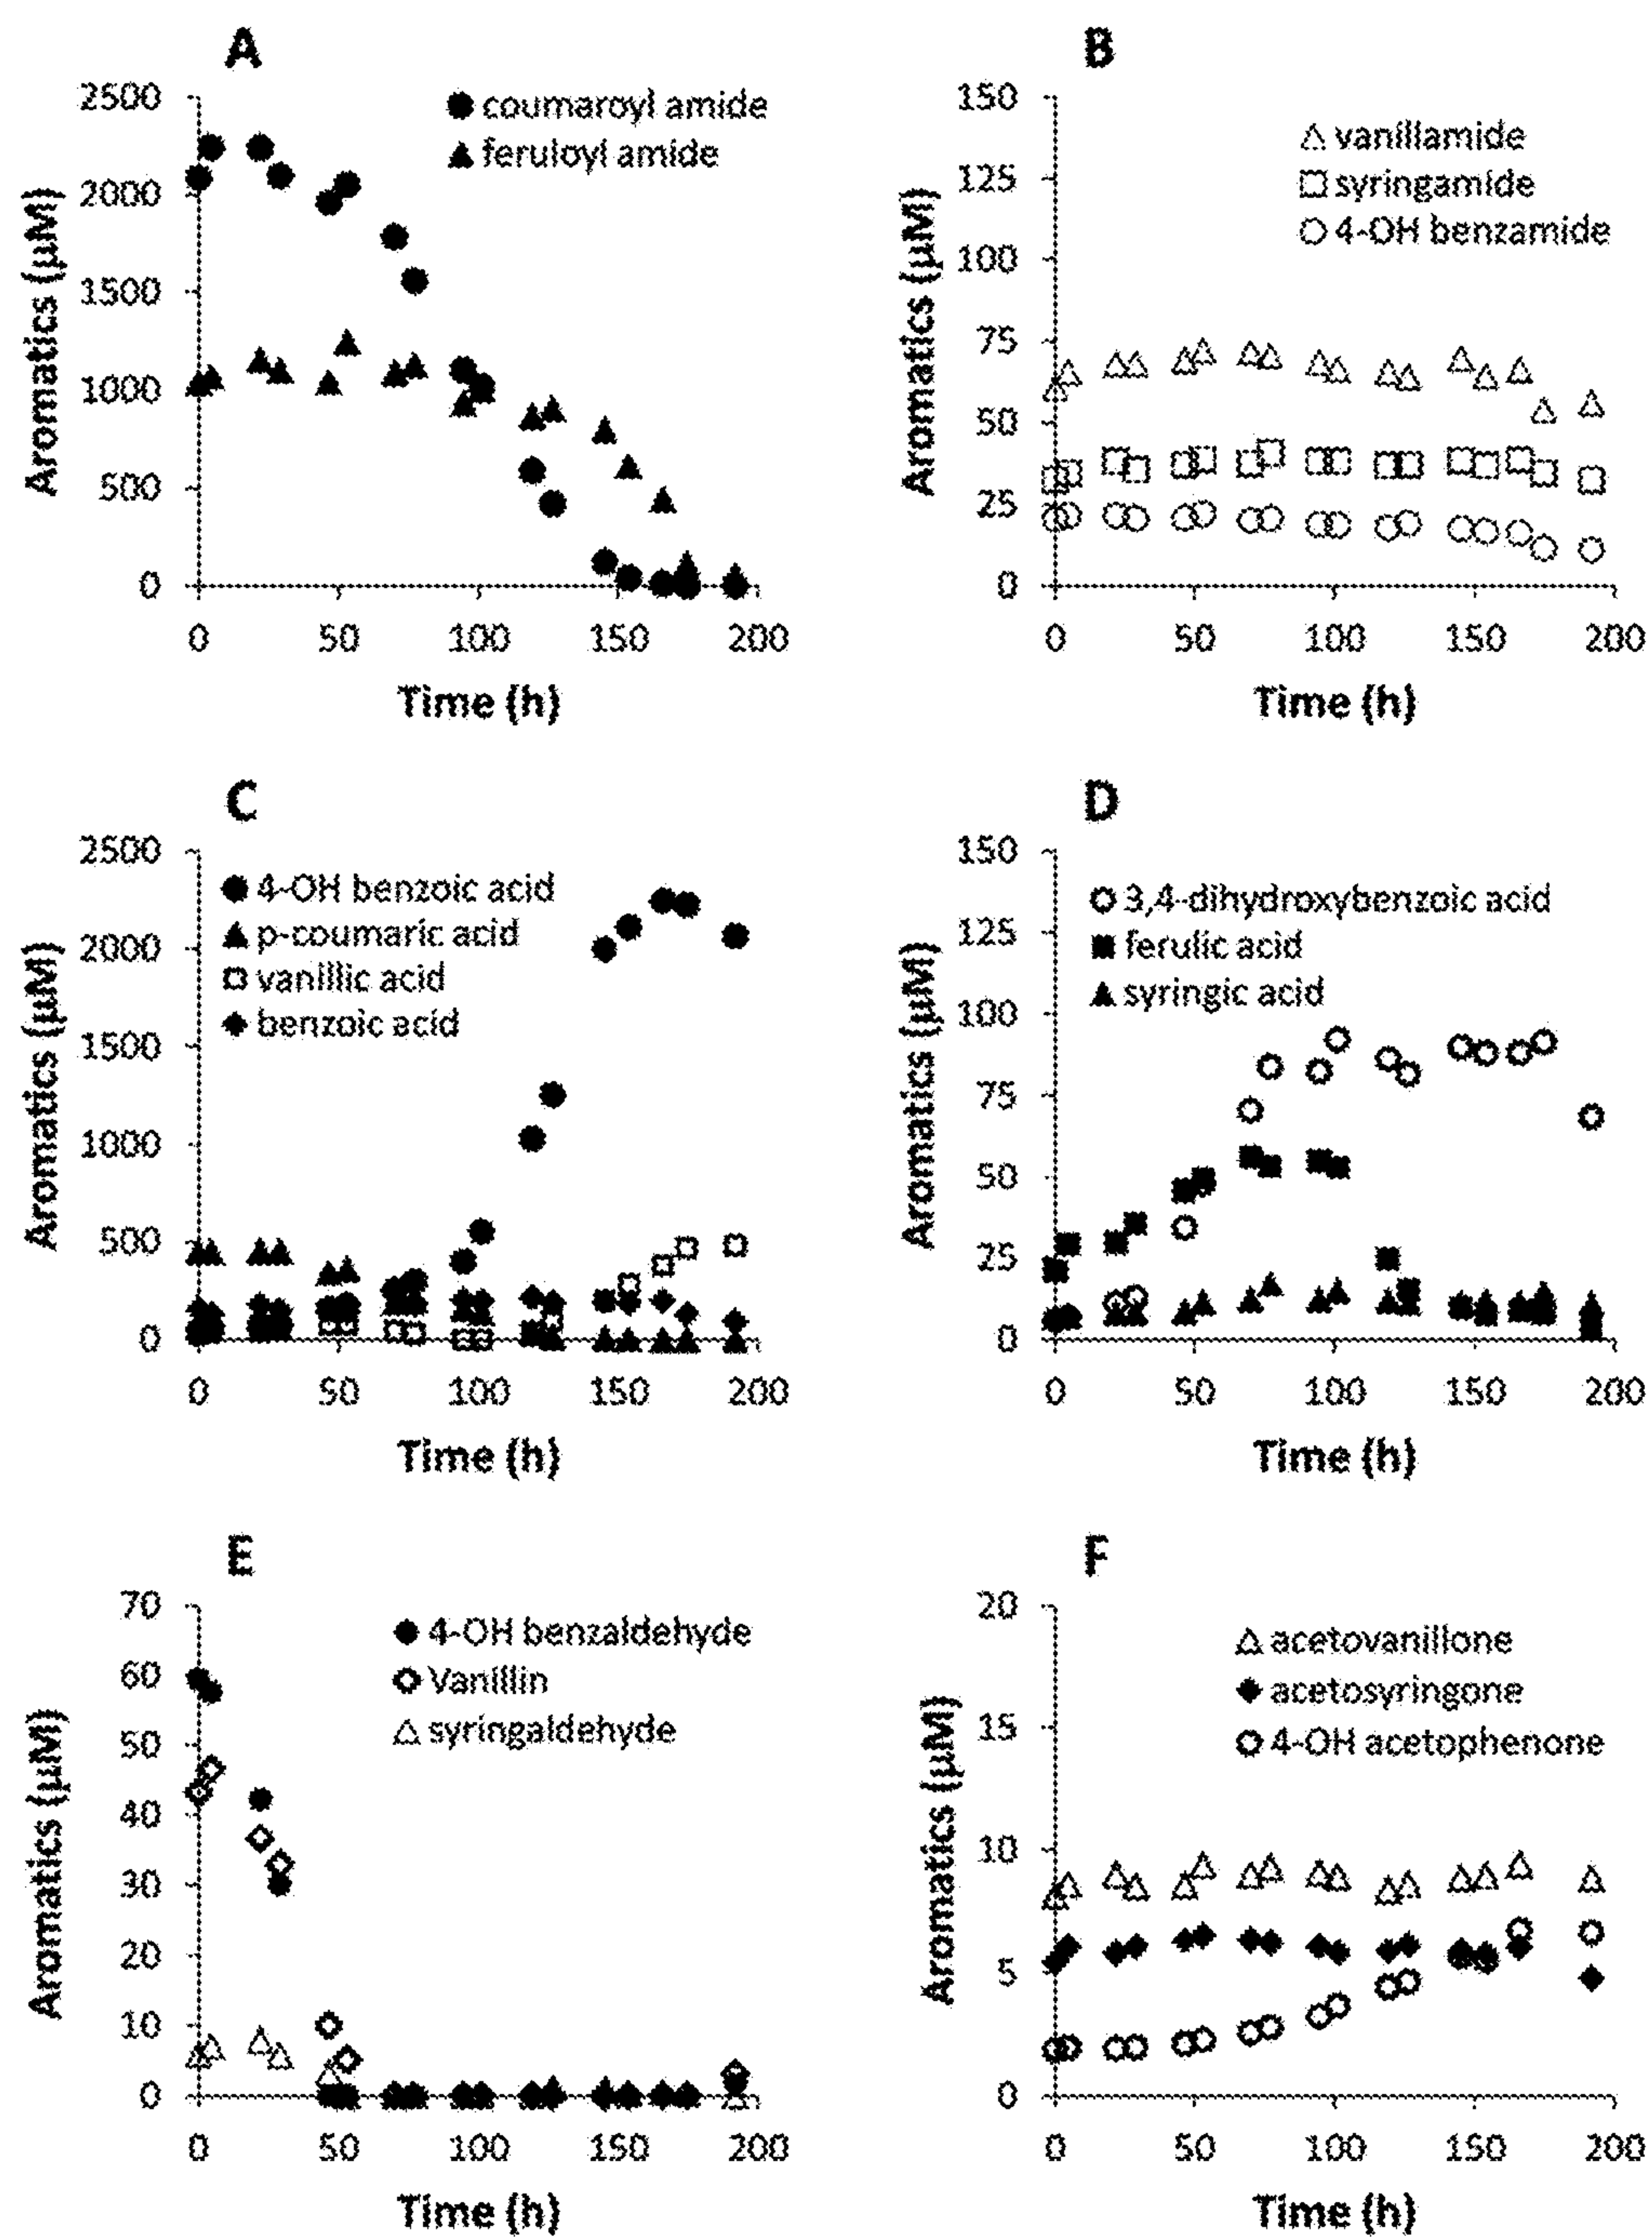 A
2500
2000
1500
1000
500
0
Aromatics (µM)
coumaroyl amide
feruloyl amide
0 50 100 150 200
Time (h)
B
150
125
100
75
50
25
0
Aromatics (µM)
vanillamide
syringamide
4-OH benzamide
0 50 100 150 200
Time (h)
C
2500
2000
1500
1000
500
0
Aromatics (µM)
4-OH benzoic acid
p-coumaric acid
vanillic acid
benzoic acid
0 50 100 150 200
Time (h)
D
150
125
100
75
50
25
0
Aromatics (µM)
3,4-dihydroxybenzoic acid
ferulic acid
syringic acid
0 50 100 150 200
Time (h)
E
70
60
50
40
30
20
10
0
Aromatics (µM)
4-OH benzaldehyde
Vanillin
syringaldehyde
0 50 100 150 200
Time (h)
F
20
15
10
5
0
Aromatics (µM)
acetovanillone
acetosyringone
4-OH acetophenone
0 50 100 150 200
Time (h)